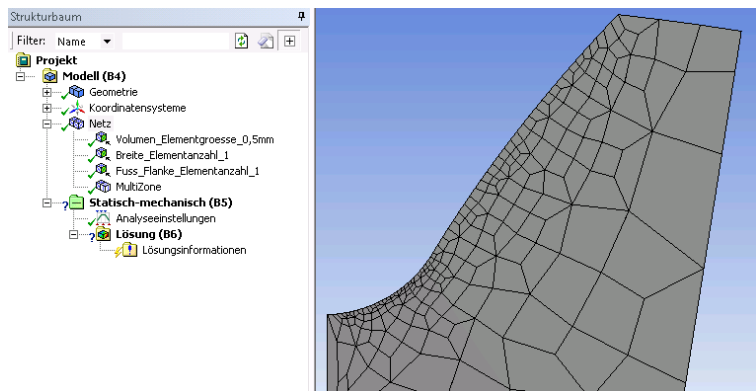 Strukturbaum
Filter: Name
Projekt
Modell (B4)
Geometrie
Koordinatensysteme
Netz
Volumen_Elementgroesse_0,5mm
Breite_Elementanzahl_1
Fuss_Flanke_Elementanzahl_1
MultiZone
Statisch-mechanisch (B5)
Analyseeinstellungen
Lösung (B6)
Lösungsinformationen